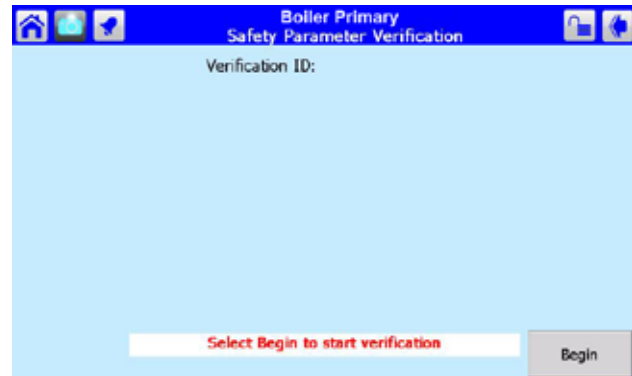 Boiler Primary
Safety Parameter Verification
Verification ID:
Select Begin to start verification
Begin